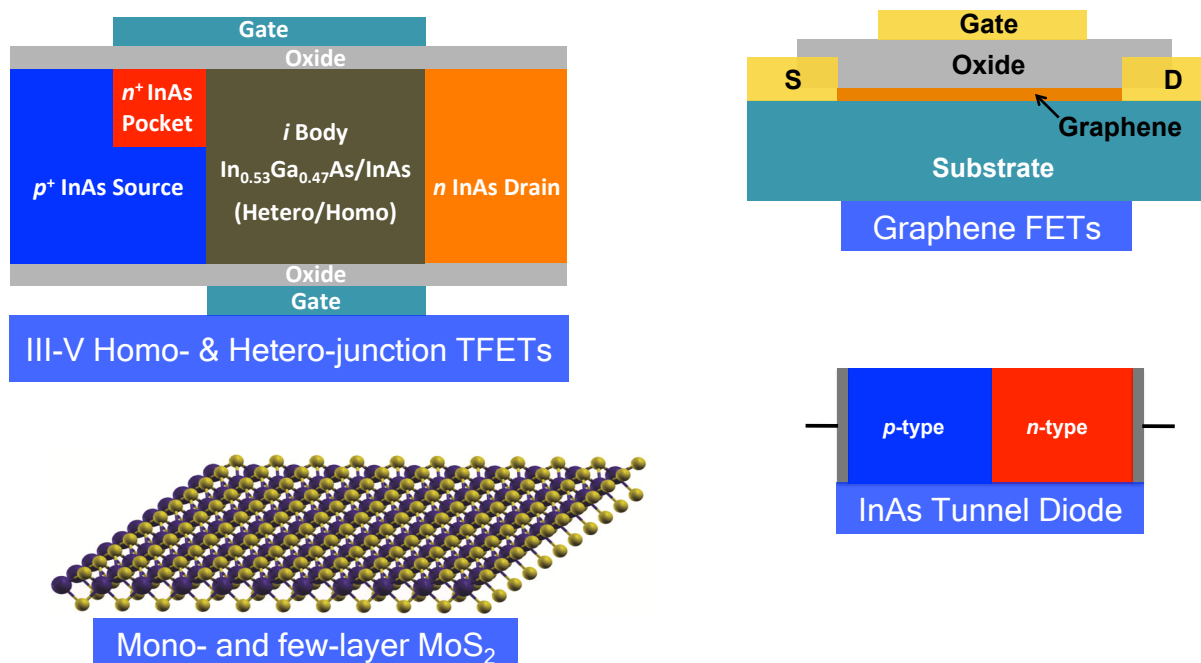 Gate
Oxide
n⁺ InAs
Pocket
p⁺ InAs Source
i Body
In₀.₅₃Ga₀.₄₇As/InAs
(Hetero/Homo)
n InAs Drain
Oxide
Gate
III-V Homo- & Hetero-junction TFETs
Gate
Oxide
S
D
Graphene
Substrate
Graphene FETs
p-type
n-type
InAs Tunnel Diode
Mono- and few-layer MoS₂